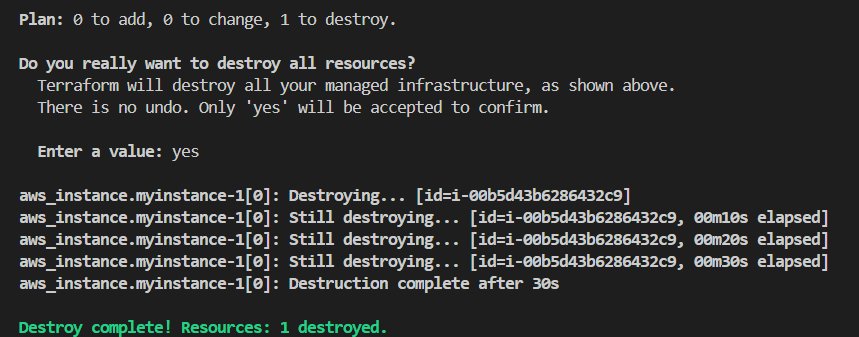 Plan: 0 to add, 0 to change, 1 to destroy.
Do you really want to destroy all resources?
Terraform will destroy all your managed infrastructure, as shown above.
There is no undo. Only 'yes' will be accepted to confirm.
Enter a value: yes
aws_instance.myinstance-1[0]: Destroying... [id=i-00b5d43b6286432c9]
aws_instance.myinstance-1[0]: Still destroying... [id=i-00b5d43b6286432c9, 00m10s elapsed]
aws_instance.myinstance-1[0]: Still destroying... [id=i-00b5d43b6286432c9, 00m20s elapsed]
aws_instance.myinstance-1[0]: Still destroying... [id=i-00b5d43b6286432c9, 00m30s elapsed]
aws_instance.myinstance-1[0]: Destruction complete after 30s
Destroy complete! Resources: 1 destroyed.